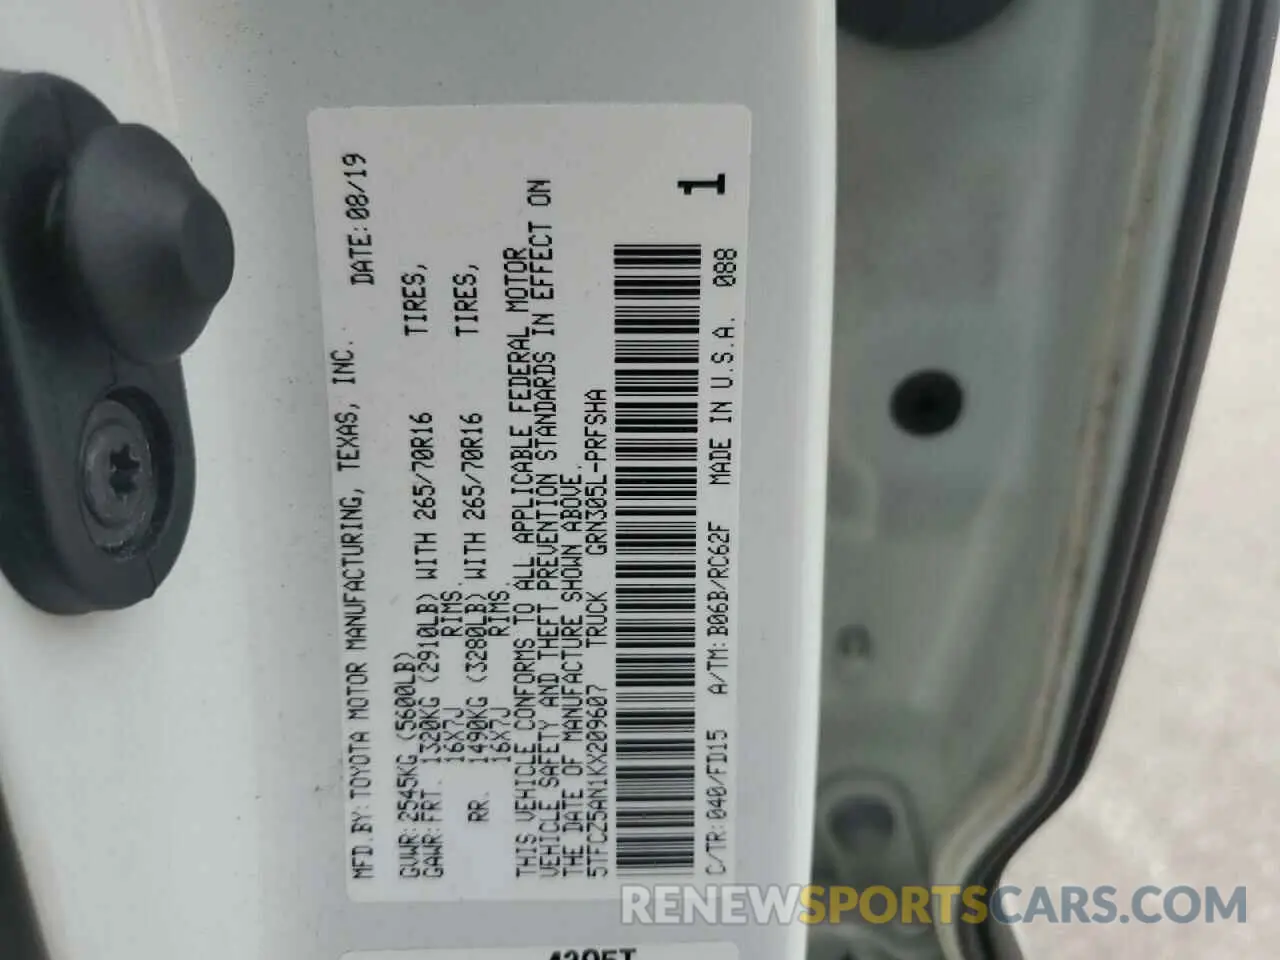 MFD.BY:TOYOTA MOTOR MANUFACTURING, TEXAS, INC. DATE:08/19
GVWR:2545KG (5600LB)
GAWR:FRT. 1320KG (2910LB) WITH 265/70R16 TIRES,
16X7J RIMS.
RR. 1490KG (3280LB) WITH 265/70R16 TIRES,
16X7J RIMS.
THIS VEHICLE CONFORMS TO ALL APPLICABLE FEDERAL MOTOR
VEHICLE SAFETY AND THEFT PREVENTION STANDARDS IN EFFECT ON
THE DATE OF MANUFACTURE SHOWN ABOVE.
5TFCZ5AN1KX209607 TRUCK GRN305L-PRFSHA
1
C/TR:040/FD15 A/TM:B06B/RC62F MADE IN U.S.A. 088
RENEWSPORTSCARS.COM